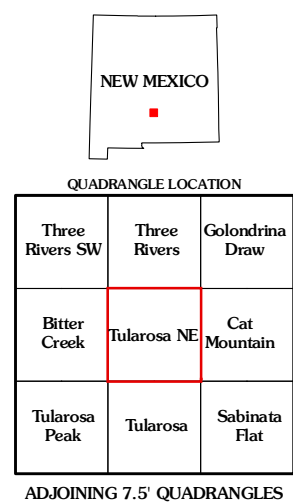 NEW MEXICO
QUADRANGLE LOCATION
Three
Rivers SW
Three
Rivers
Golondrina
Draw
Bitter
Creek
Tularosa NE
Cat
Mountain
Tularosa
Peak
Tularosa
Sabinata
Flat
ADJOINING 7.5' QUADRANGLES